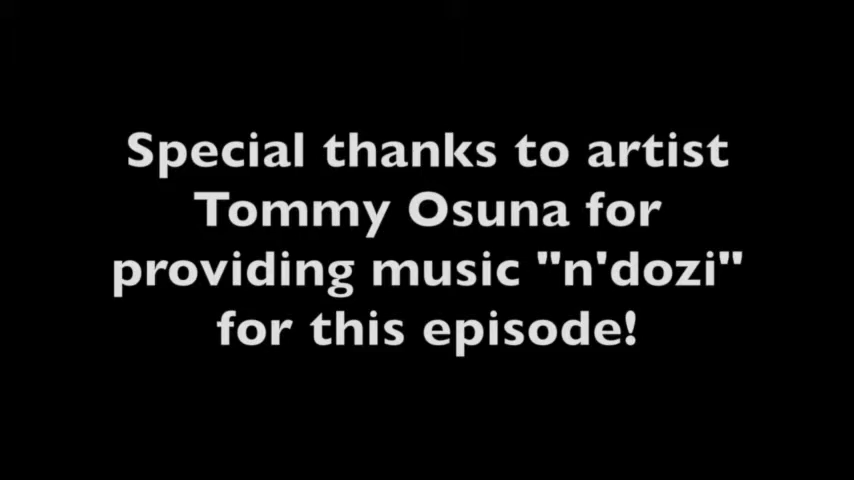 Special thanks to artist
Tommy Osuna for
providing music "n'dozi"
for this episode!